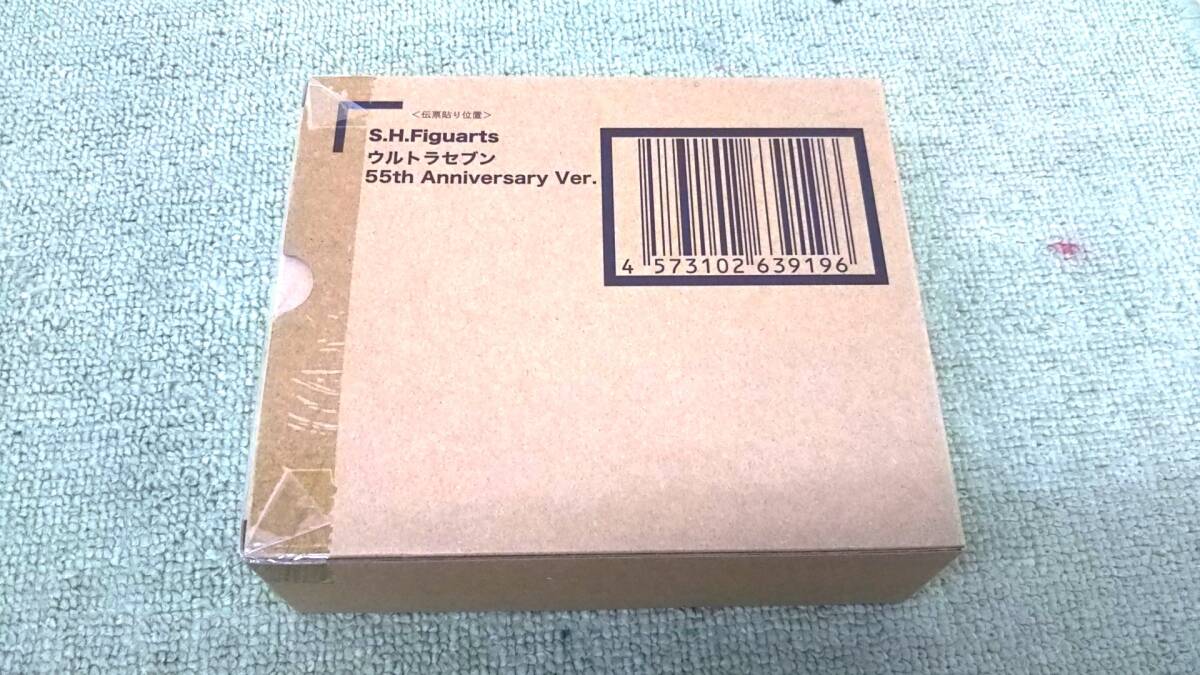 ＜伝票貼り位置＞
S.H.Figuarts
ウルトラセブン
55th Anniversary Ver.
4 573102 639196